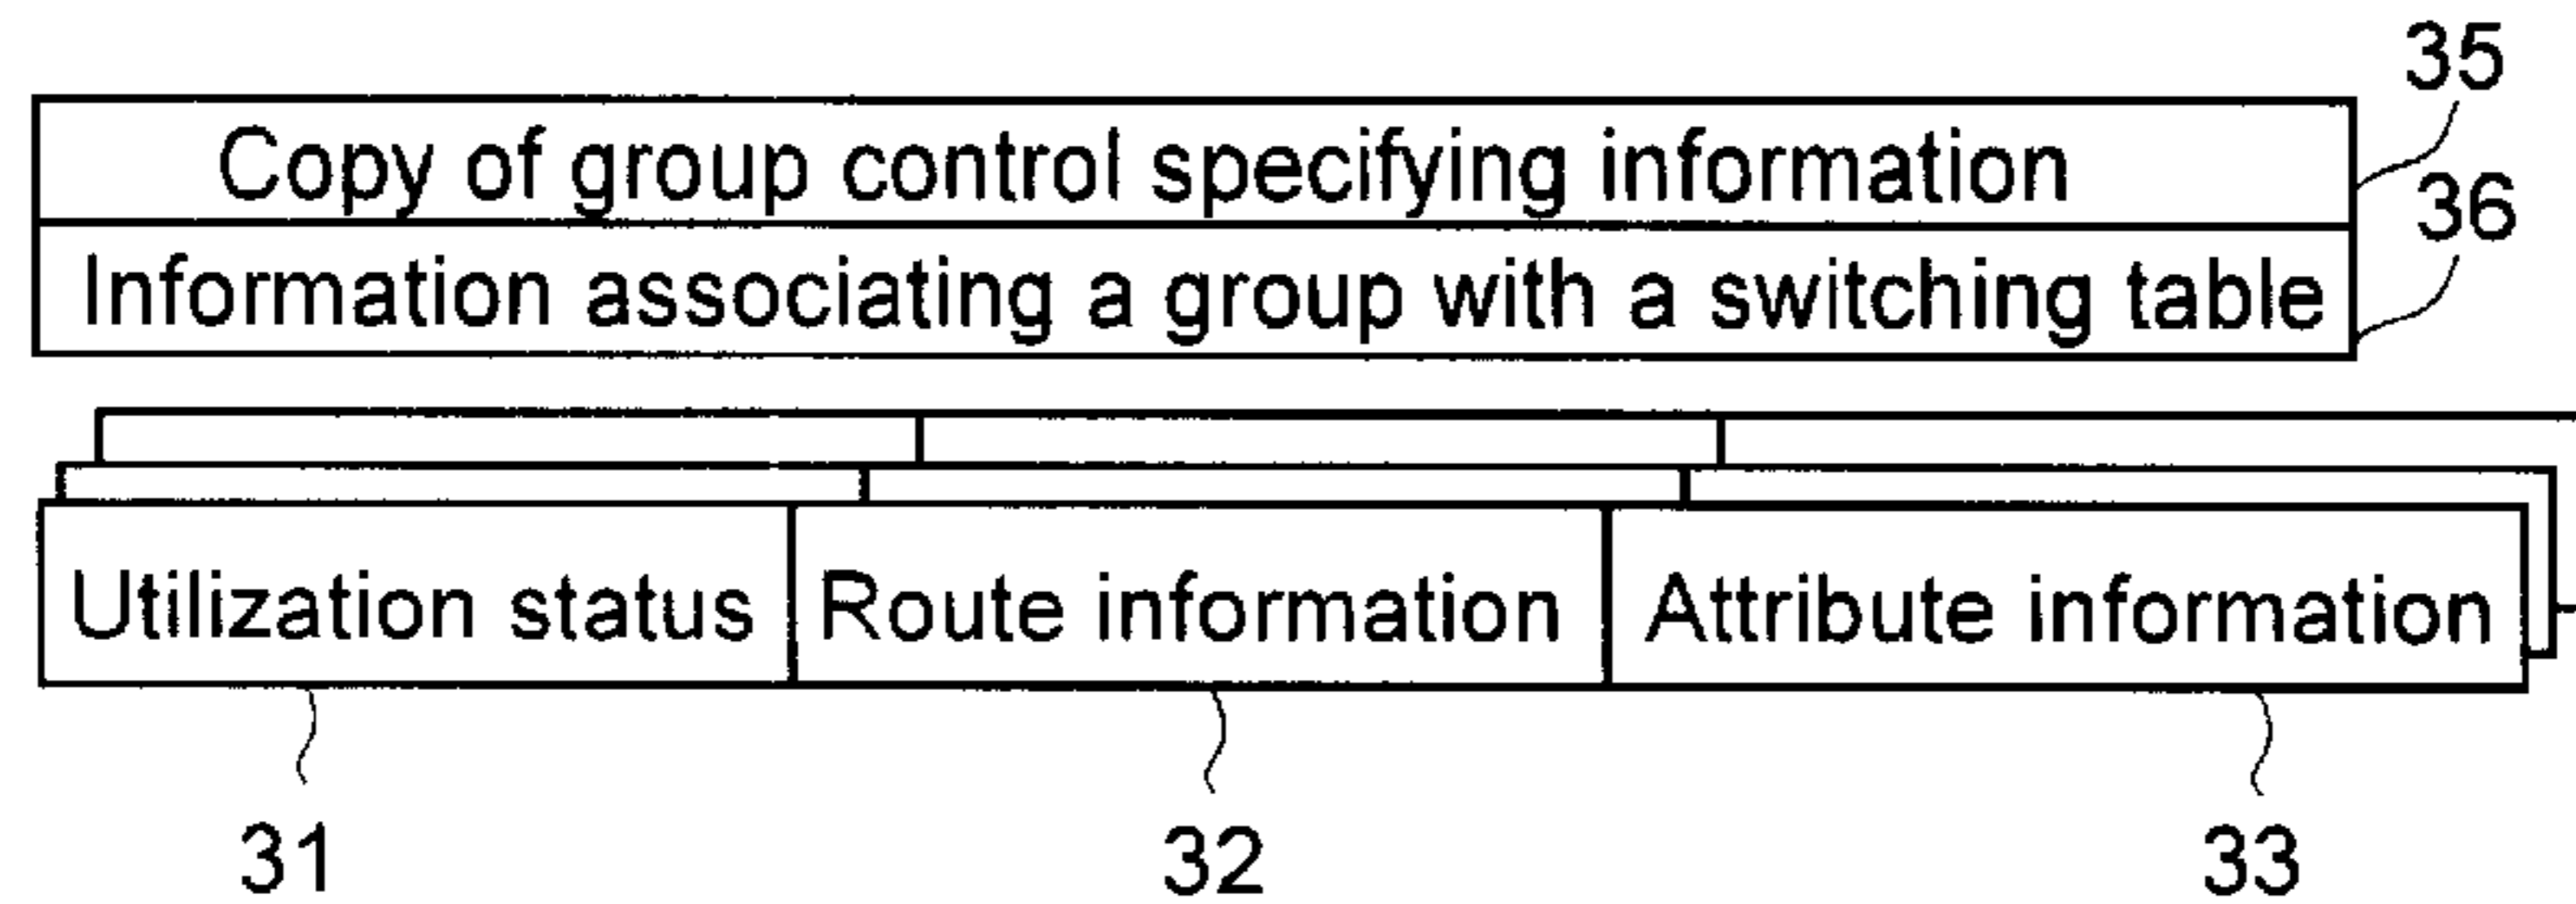 35
Copy of group control specifying information
36
Information associating a group with a switching table
Utilization status Route information Attribute information
31 32 33